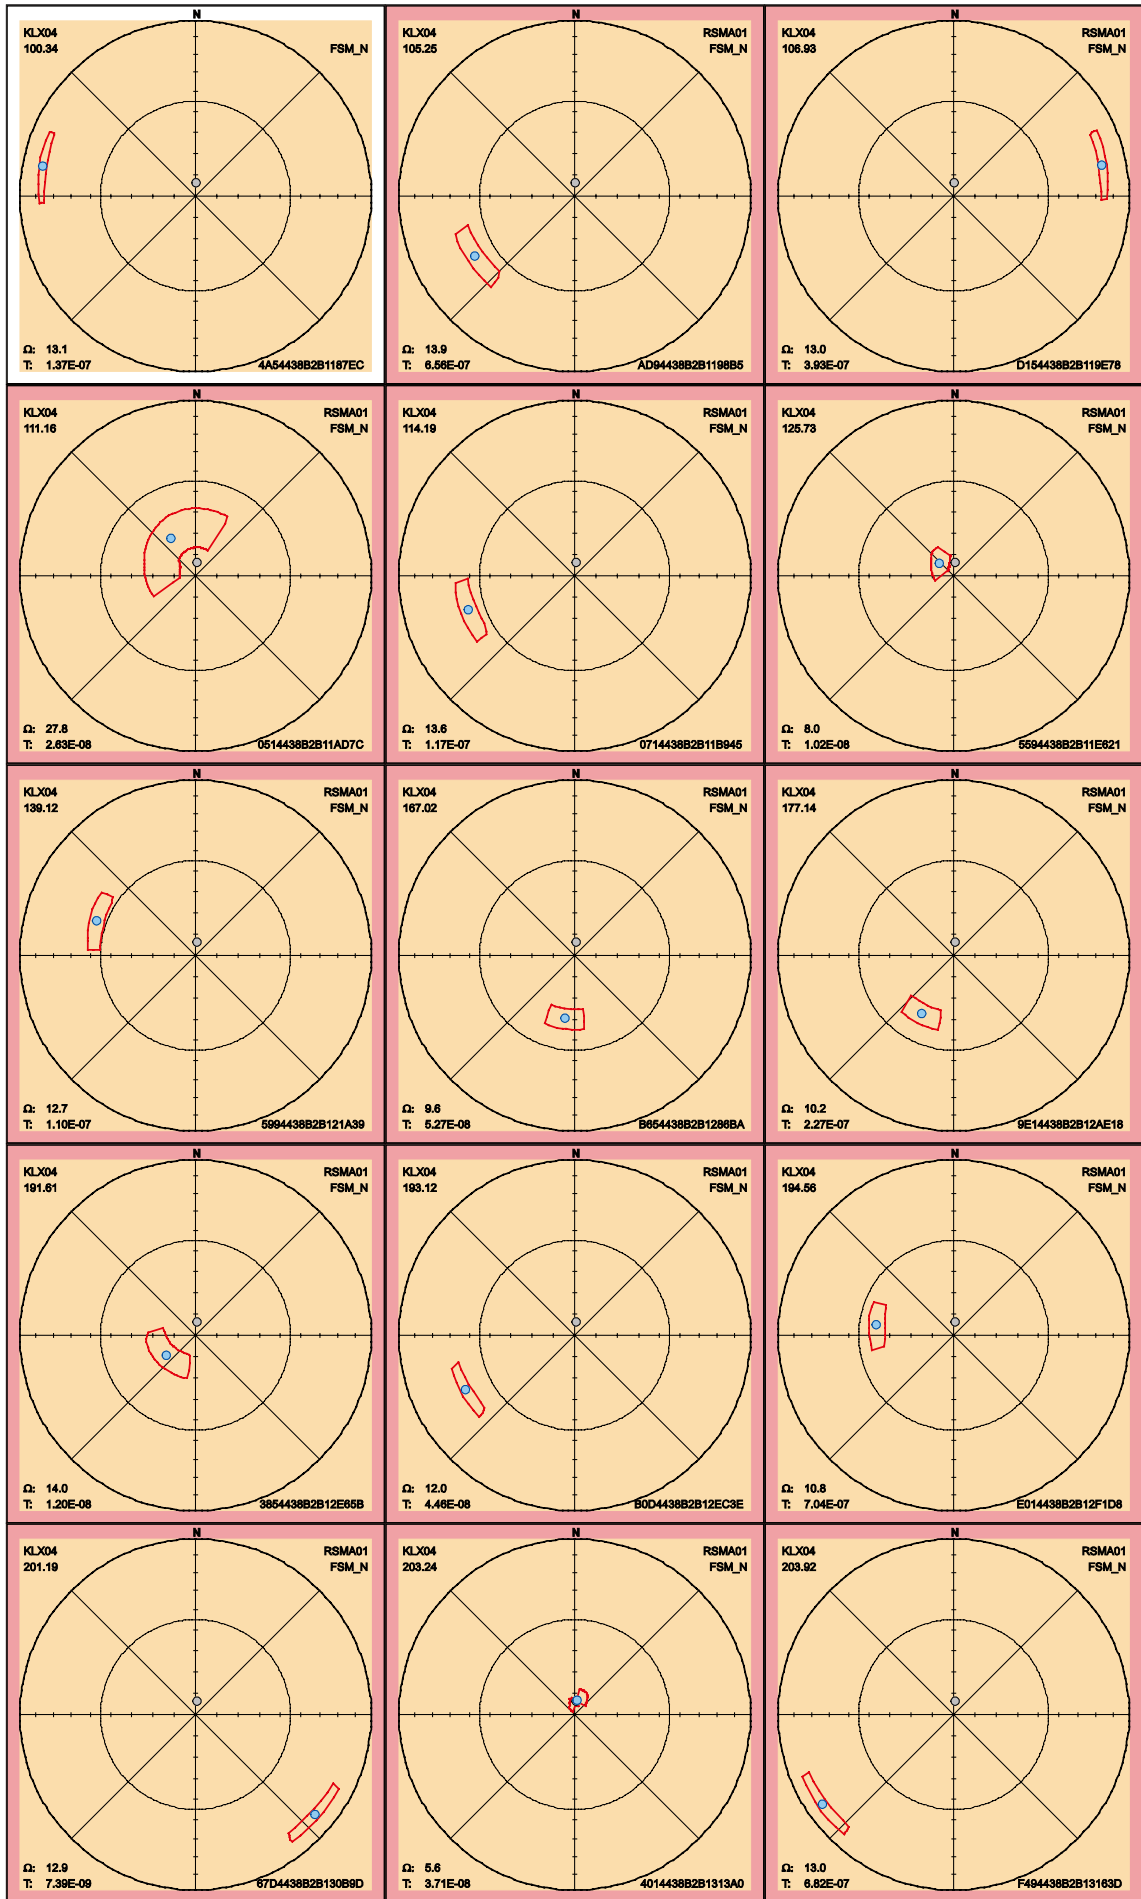 N
KLX04
100.34 FSM_N
Ω: 13.1
T: 1.37E-07 4A54438B2B1187EC
N
KLX04 RSMA01
105.25 FSM_N
Ω: 13.9
T: 6.56E-07 AD94438B2B1198B5
N
KLX04 RSMA01
106.93 FSM_N
Ω: 13.0
T: 3.93E-07 D154438B2B119E78
N
KLX04 RSMA01
111.16 FSM_N
Ω: 27.8
T: 2.63E-08 0514438B2B11AD7C
N
KLX04 RSMA01
114.19 FSM_N
Ω: 13.6
T: 1.17E-07 0714438B2B11B945
N
KLX04 RSMA01
125.73 FSM_N
Ω: 8.0
T: 1.02E-08 5594438B2B11E621
N
KLX04 RSMA01
139.12 FSM_N
Ω: 12.7
T: 1.10E-07 5994438B2B121A39
N
KLX04 RSMA01
167.02 FSM_N
Ω: 9.6
T: 5.27E-08 B654438B2B1286BA
N
KLX04 RSMA01
177.14 FSM_N
Ω: 10.2
T: 2.27E-07 9E14438B2B12AE18
N
KLX04 RSMA01
191.61 FSM_N
Ω: 14.0
T: 1.20E-08 3854438B2B12E65B
N
KLX04 RSMA01
193.12 FSM_N
Ω: 12.0
T: 4.46E-08 B0D4438B2B12EC3E
N
KLX04 RSMA01
194.56 FSM_N
Ω: 10.8
T: 7.04E-07 E014438B2B12F1D8
N
KLX04 RSMA01
201.19 FSM_N
Ω: 12.9
T: 7.39E-09 67D4438B2B130B9D
N
KLX04 RSMA01
203.24 FSM_N
Ω: 5.6
T: 3.71E-08 4014438B2B1313A0
N
KLX04 RSMA01
203.92 FSM_N
Ω: 13.0
T: 6.82E-07 F494438B2B13163D